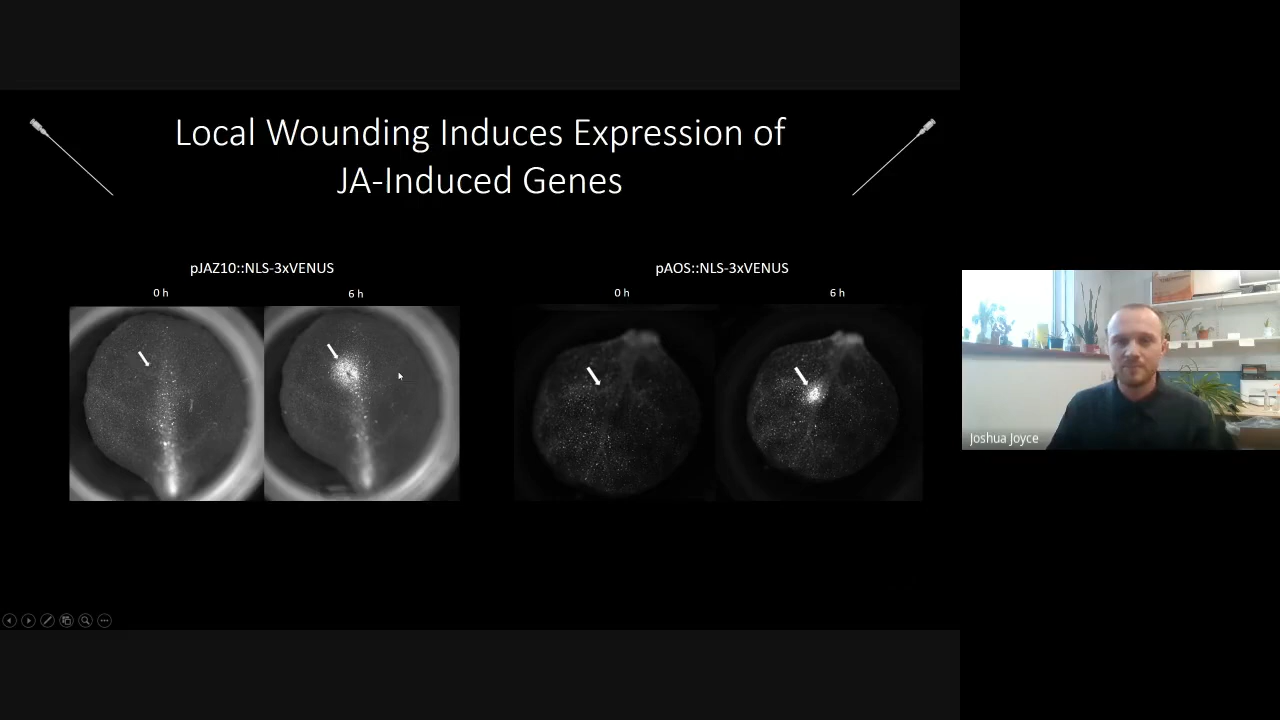 Local Wounding Induces Expression of
JA-Induced Genes
pJAZ10::NLS-3xVENUS
0 h
6 h
pAOS::NLS-3xVENUS
0 h
6 h
Joshua Joyce